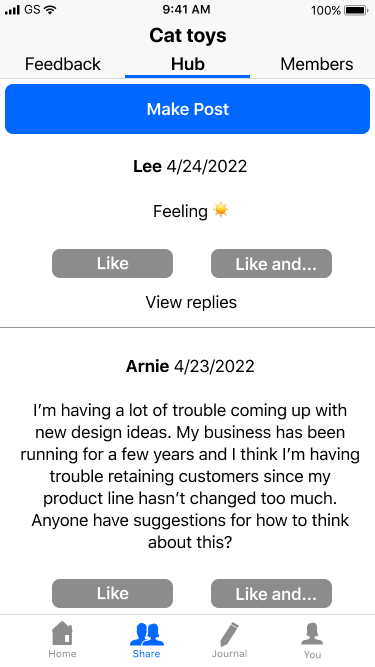 GS 9:41 AM 100%
Cat toys
Feedback Hub Members
Make Post
Lee 4/24/2022
Feeling ☀️
Like Like and...
View replies
Arnie 4/23/2022
I’m having a lot of trouble coming up with
new design ideas. My business has been
running for a few years and I think I’m having
trouble retaining customers since my
product line hasn’t changed too much.
Anyone have suggestions for how to think
about this?
Like Like and...
Home Share Journal You